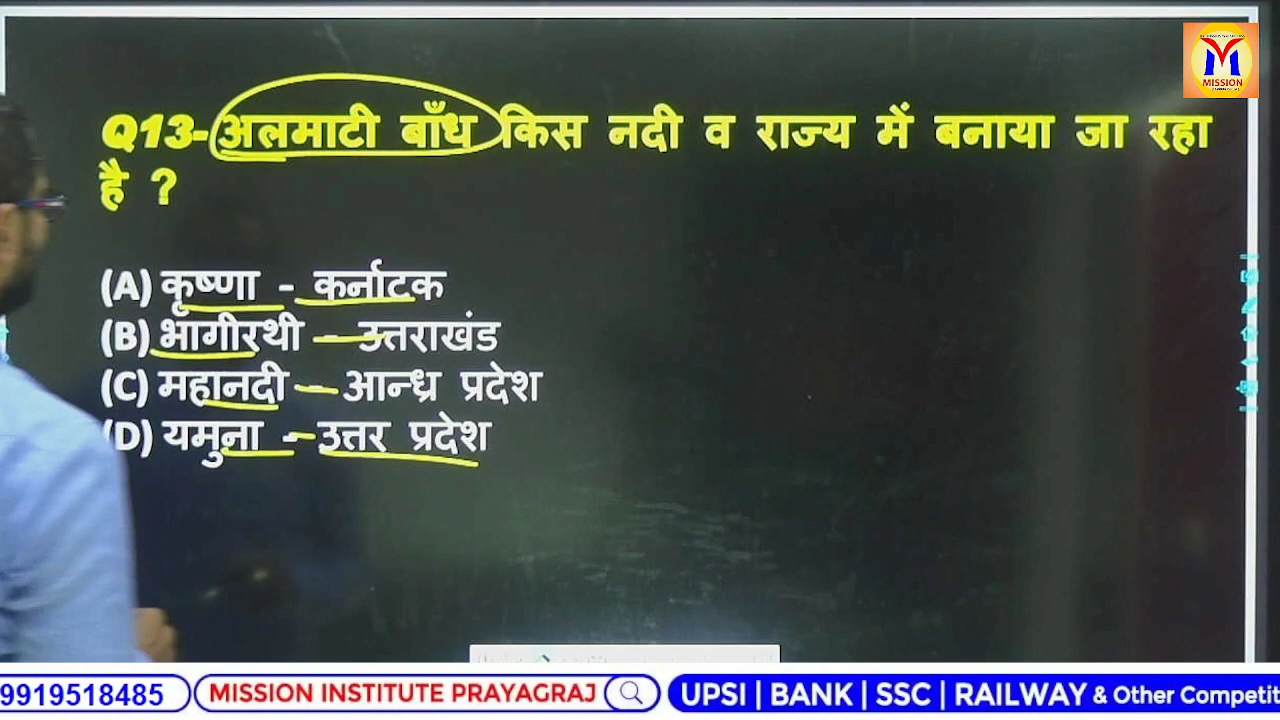 MISSION
Q13- अलमाटी बाँध किस नदी व राज्य में बनाया जा रहा
है ?
(A) कृष्णा - कर्नाटक
(B) भागीरथी - उत्तराखंड
(C) महानदी - आन्ध्र प्रदेश
(D) यमुना - उत्तर प्रदेश
9919518485 MISSION INSTITUTE PRAYAGRAJ UPSI | BANK | SSC | RAILWAY & Other Competit